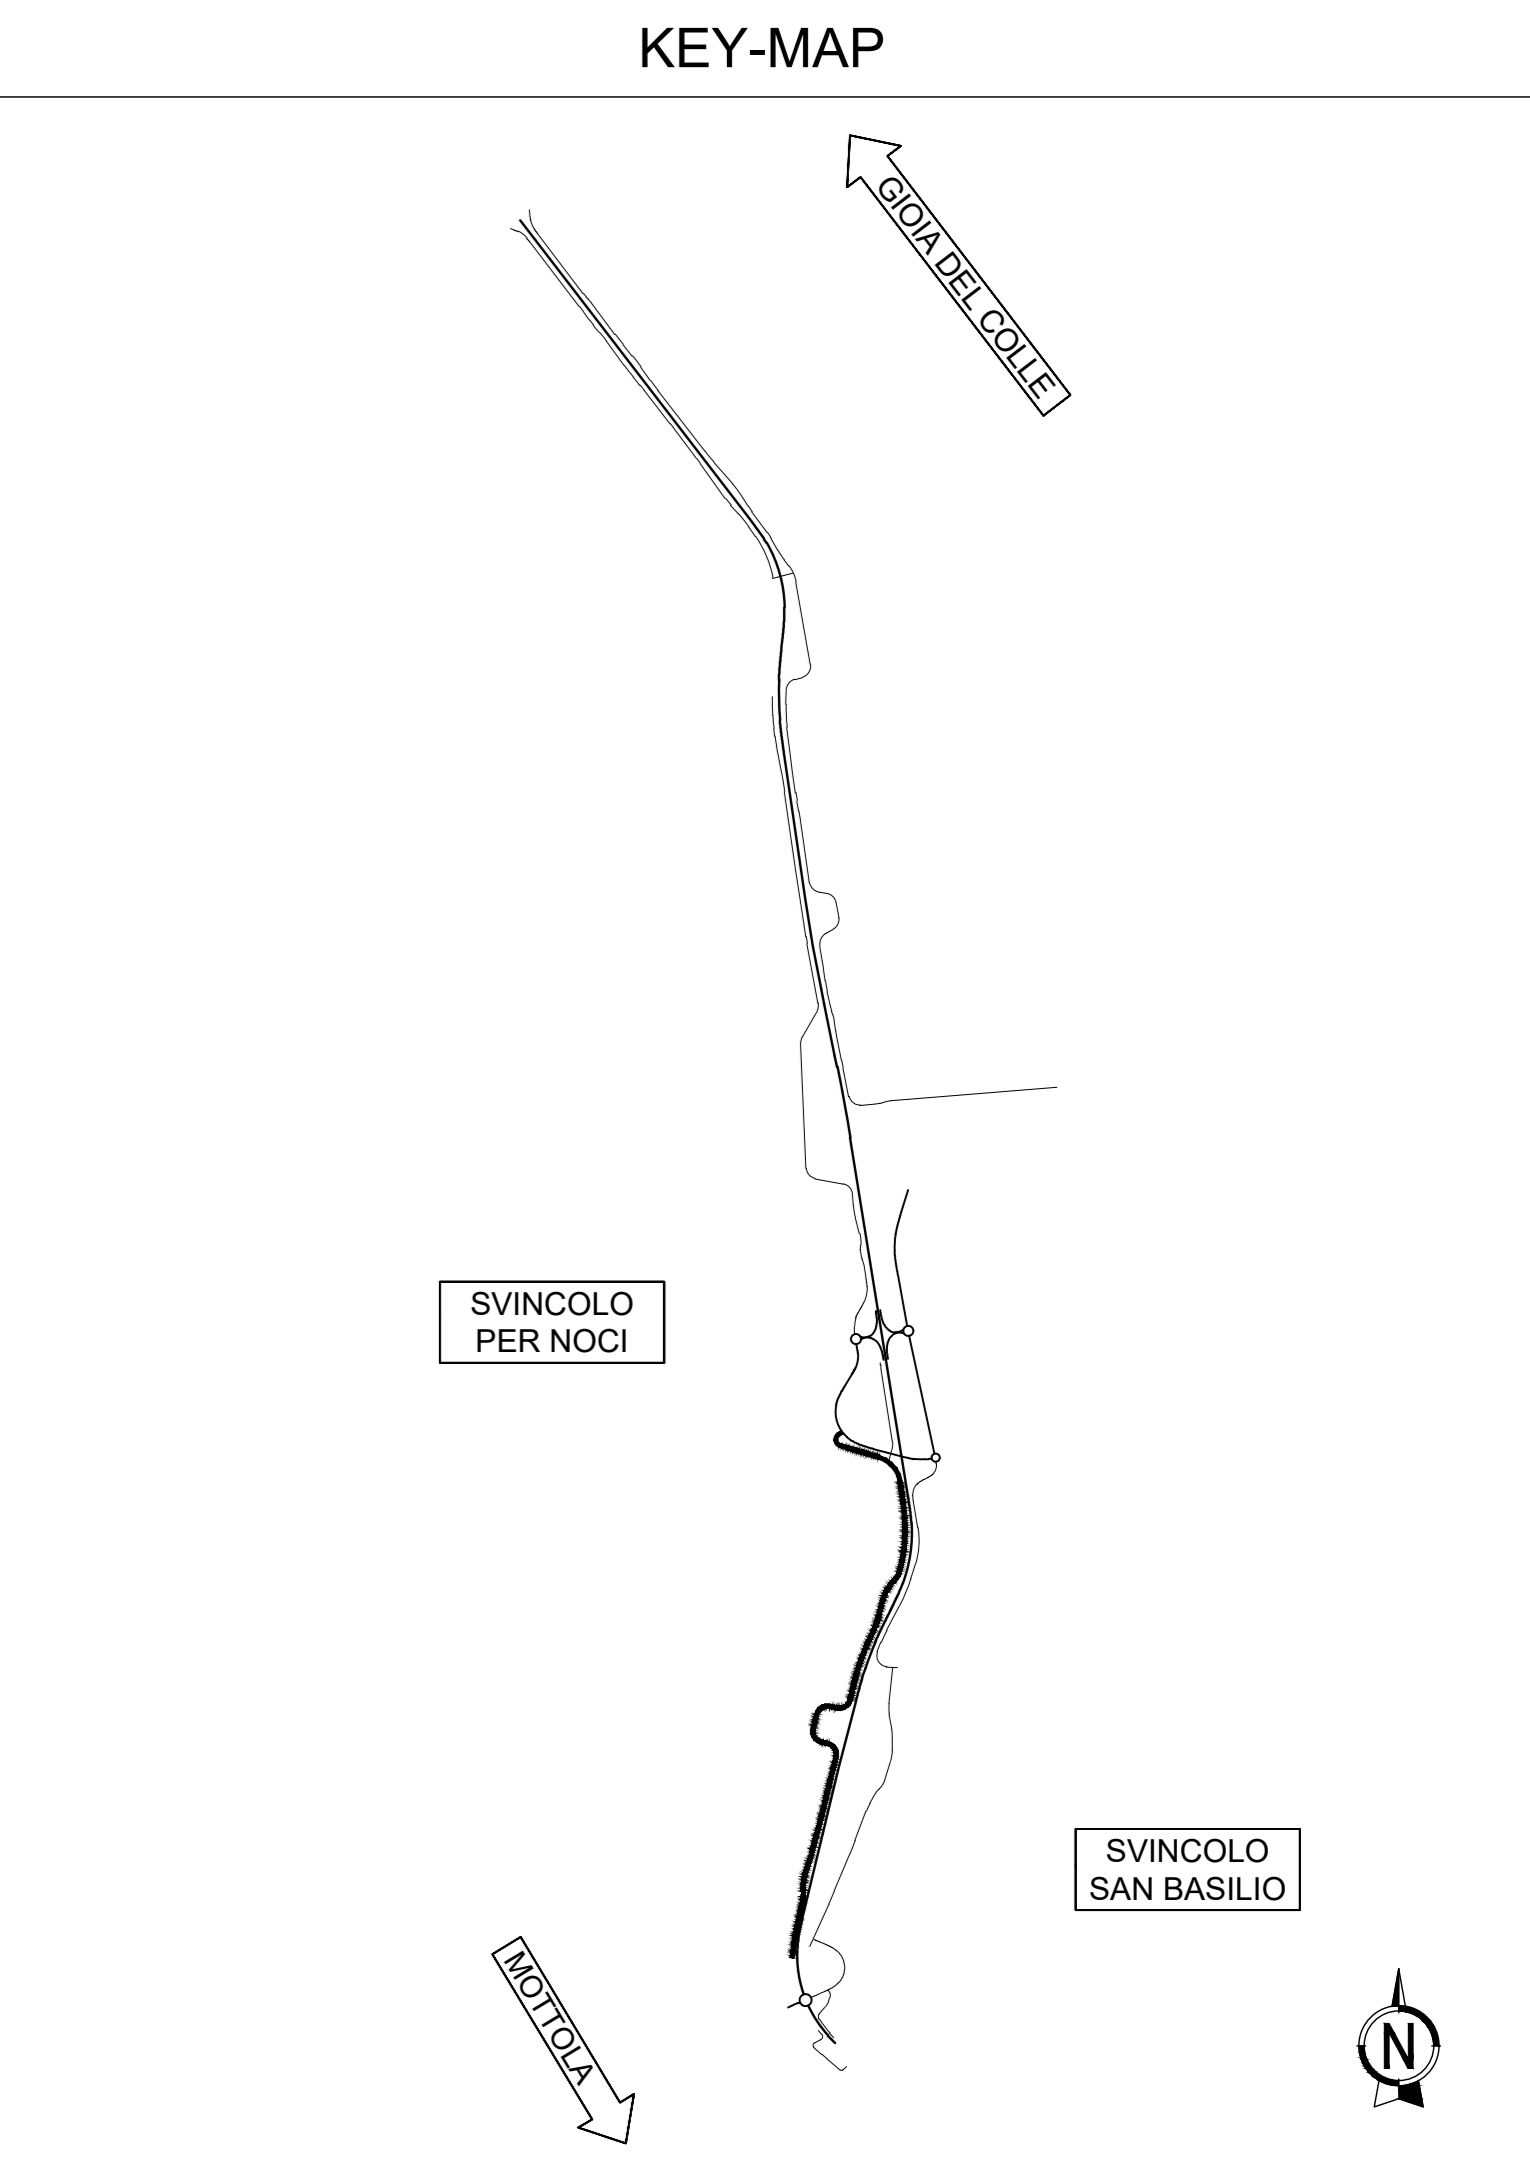 KEY-MAP
GIOIA DEL COLLE
SVINCOLO
PER NOCI
SVINCOLO
SAN BASILIO
MOTTOLA
N